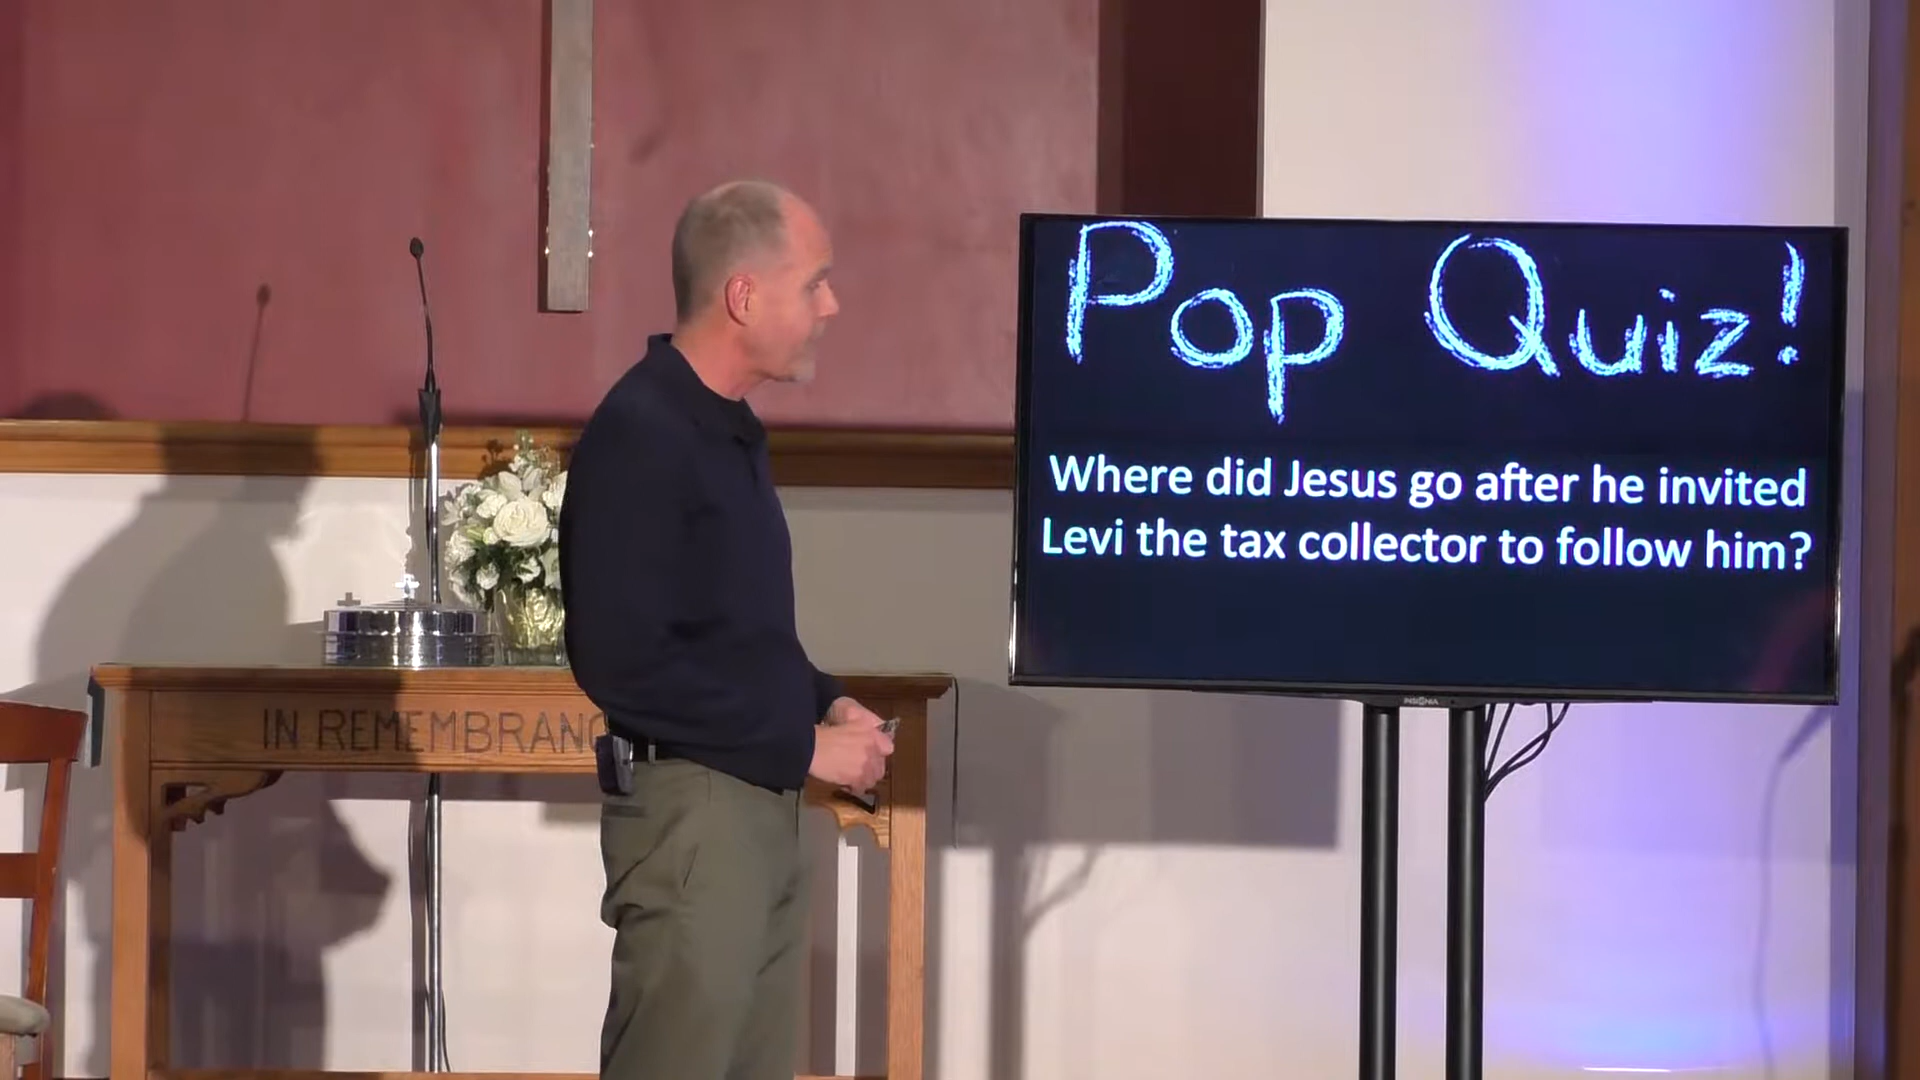 Pop Quiz!
Where did Jesus go after he invited
Levi the tax collector to follow him?
IN REMEMBRANC
INSIGNIA